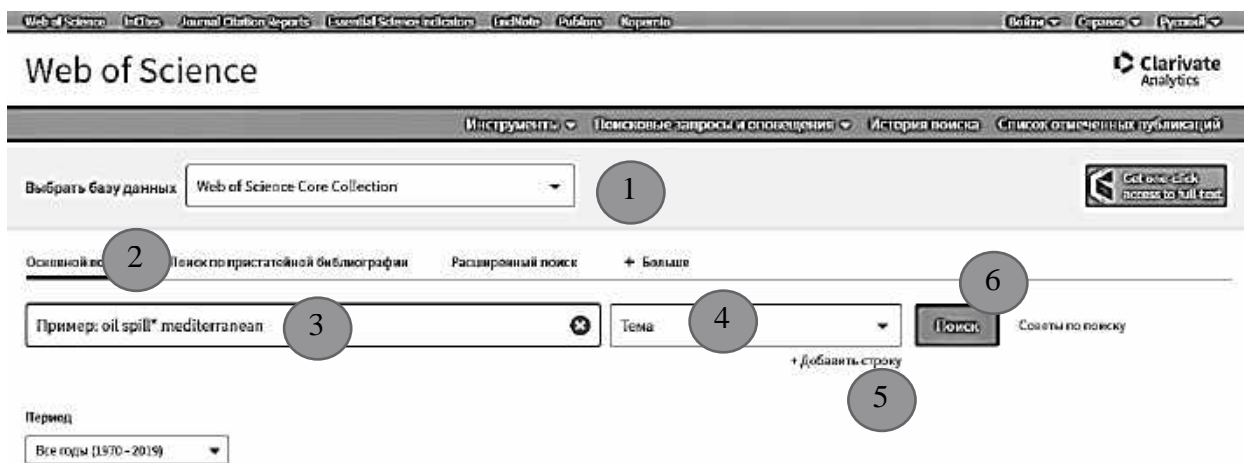 Web of Science InCites Journal Citation Reports Essential Science Indicators EndNote Publons Kopernio Войти Справка Русский
Web of Science
Clarivate
Analytics
Инструменты Поисковые запросы и оповещения История поиска Список отмеченных публикаций
Выбрать базу данных Web of Science Core Collection 1
Get one-click
access to full text
2
Основной по Поиск по пристатейной библиографии Расширенный поиск + Больше
6
Пример: oil spill* mediterranean 3 Тема 4 Поиск Советы по поиску
+ Добавить строку
5
Период
Все годы (1970 - 2019)